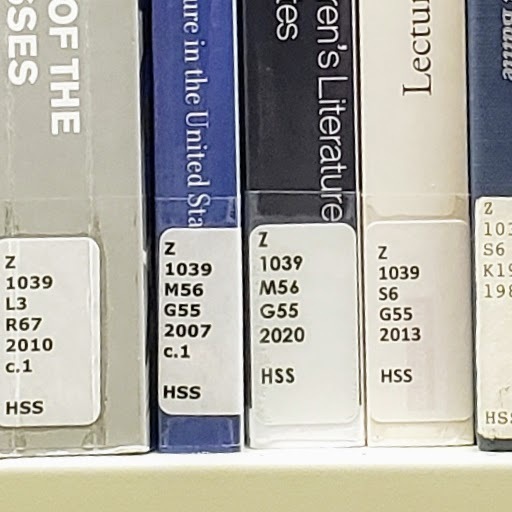 OF THE
SSES
Z
1039
L3
R67
2010
c.1
HSS
ure in the United Sta
Z
1039
M56
G55
2007
c.1
HSS
ren's Literature
tes
Z
1039
M56
G55
2020
HSS
Lectur
Z
1039
S6
G55
2013
HSS
Z
103
S6
K19
198
HSS